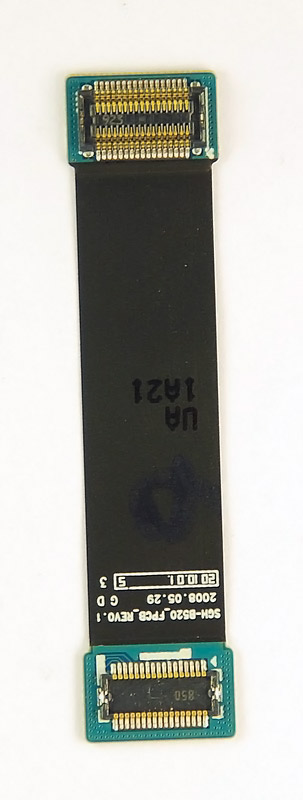 SGH-B520_FPCB_REV0.1
2008.05.29 G D
20.10.01. 5 3
UA
1A21
850